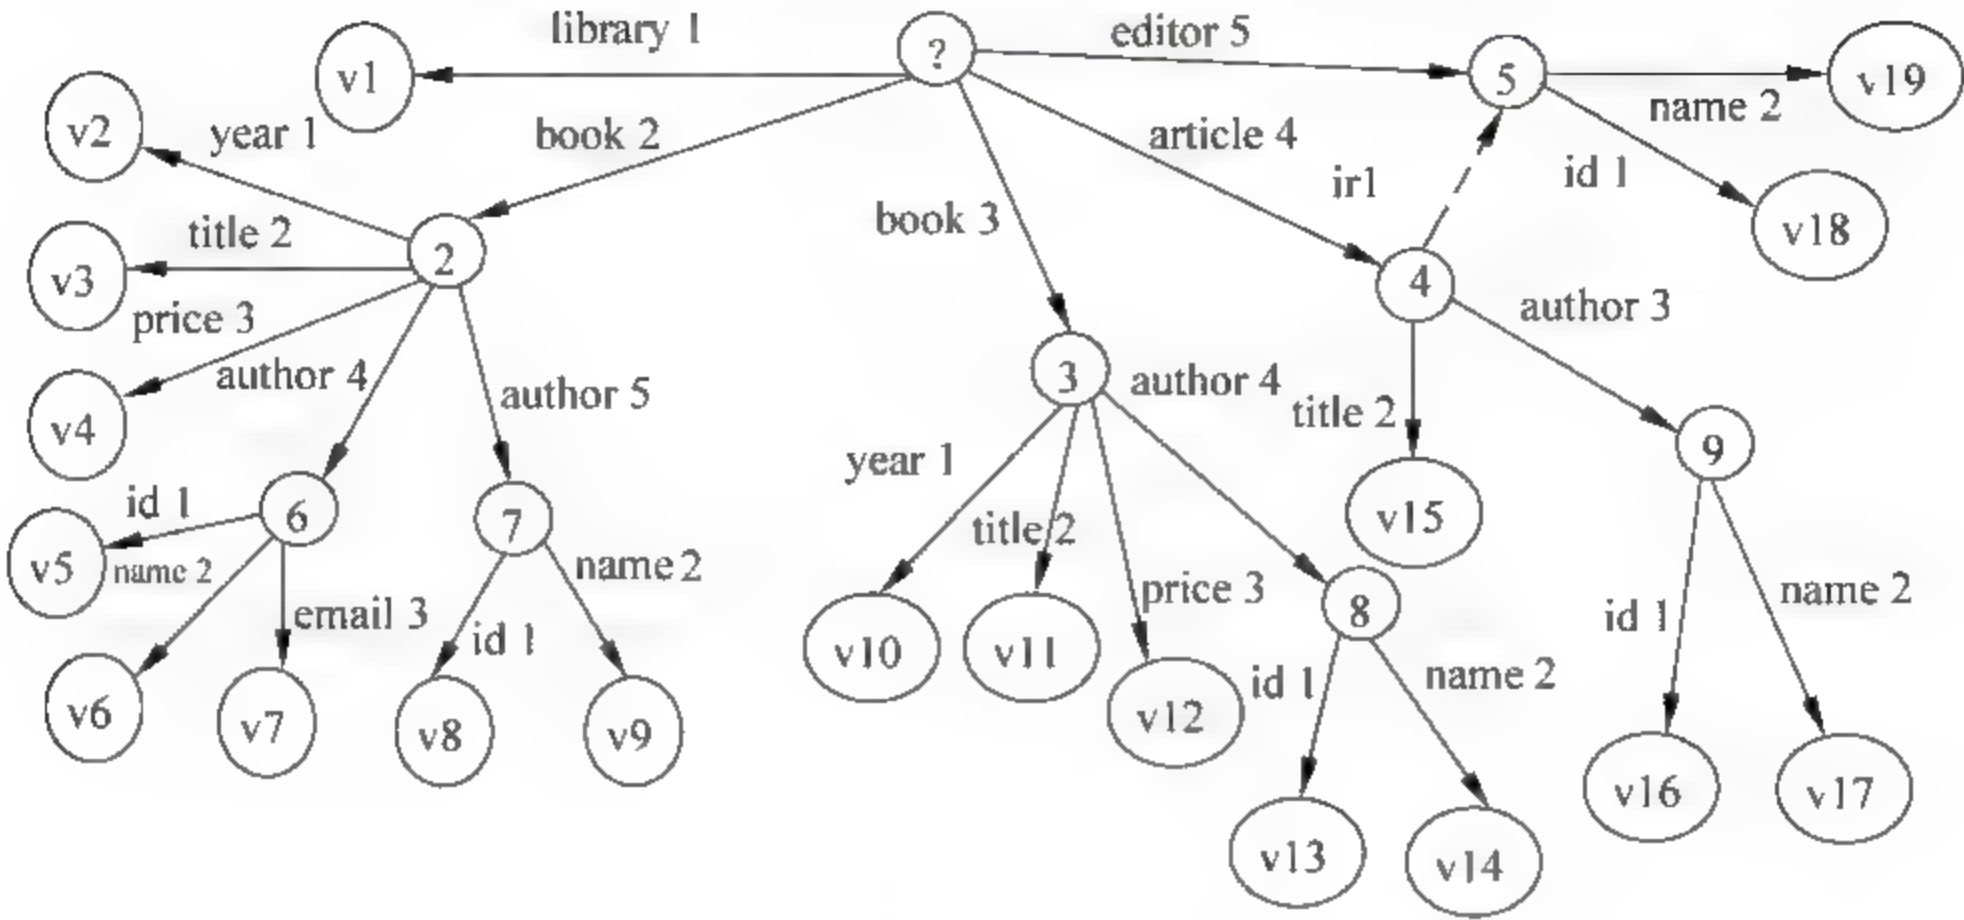 library 1
?
editor 5
v1
5
v19
name 2
v2
year 1
book 2
article 4
ir1
id 1
v18
title 2
2
book 3
4
v3
price 3
author 3
author 4
author 5
3
author 4
title 2
v4
9
year 1
v15
id 1
6
7
title 2
name 2
v5
name 2
email 3
price 3
8
name 2
id 1
id 1
v10
v11
id 1
name 2
v6
v7
v8
v9
v12
v16
v17
v13
v14